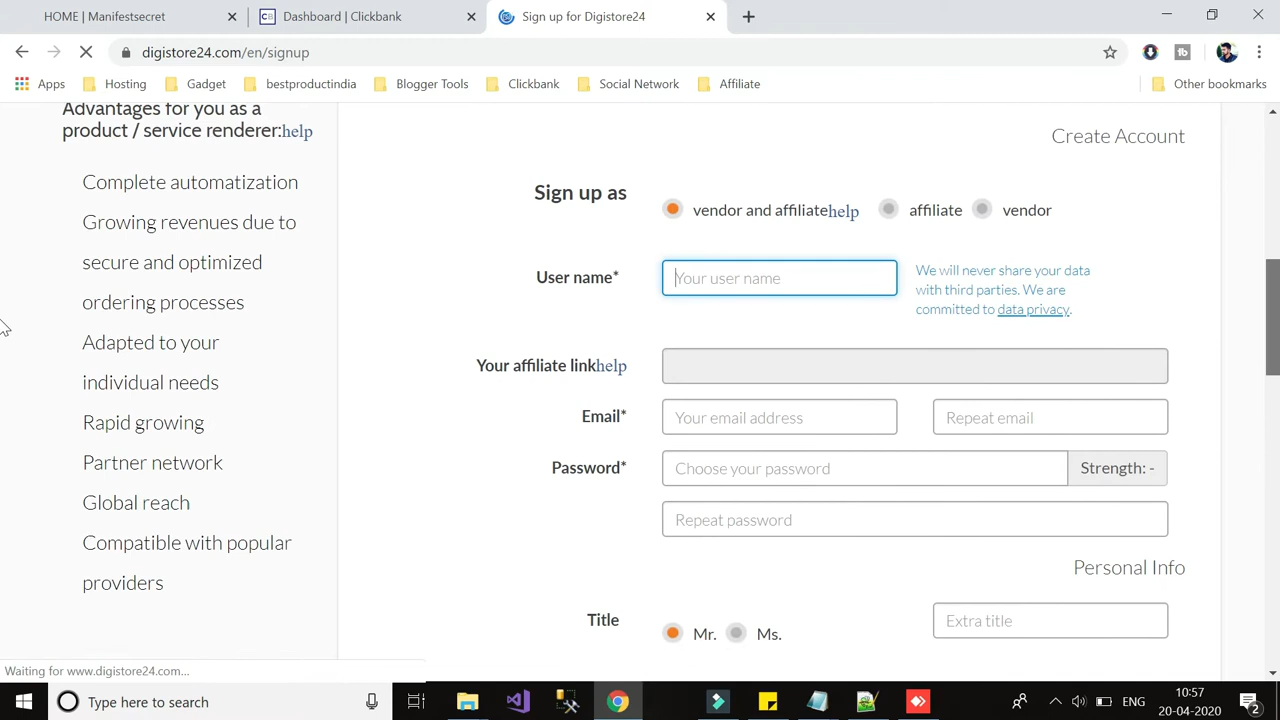 HOME | Manifestsecret
CB Dashboard | Clickbank
Sign up for Digistore24
digistore24.com/en/signup
tb
Apps Hosting Gadget bestproductindia Blogger Tools Clickbank Social Network Affiliate Other bookmarks
Advantages for you as a
product / service renderer:help
Complete automatization
Growing revenues due to
secure and optimized
ordering processes
Adapted to your
individual needs
Rapid growing
Partner network
Global reach
Compatible with popular
providers
Create Account
Sign up as
vendor and affiliatehelp affiliate vendor
User name*
Your user name
We will never share your data
with third parties. We are
committed to data privacy.
Your affiliate linkhelp
Email*
Your email address
Repeat email
Password*
Choose your password
Strength: -
Repeat password
Personal Info
Title
Mr. Ms.
Extra title
Waiting for www.digistore24.com...
Type here to search
ENG
10:57
20-04-2020
2